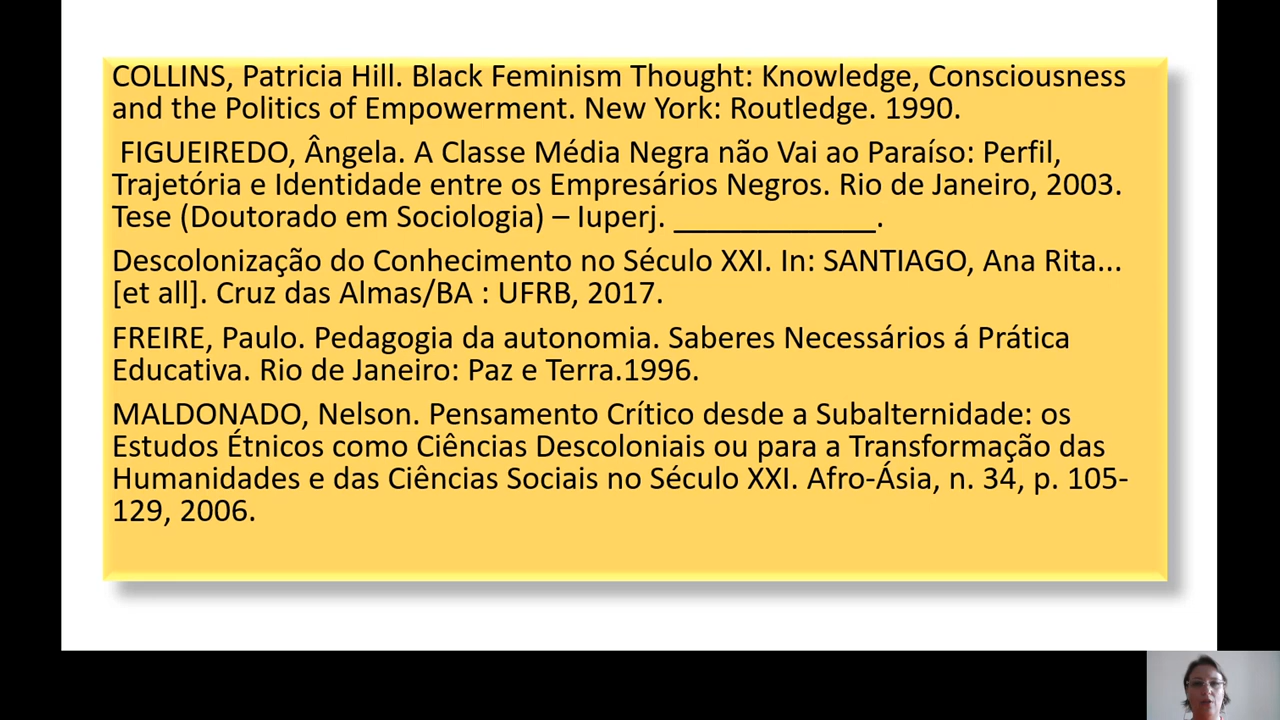 COLLINS, Patricia Hill. Black Feminism Thought: Knowledge, Consciousness
and the Politics of Empowerment. New York: Routledge. 1990.
FIGUEIREDO, Ângela. A Classe Média Negra não Vai ao Paraíso: Perfil,
Trajetória e Identidade entre os Empresários Negros. Rio de Janeiro, 2003.
Tese (Doutorado em Sociologia) – Iuperj. ____________.
Descolonização do Conhecimento no Século XXI. In: SANTIAGO, Ana Rita...
[et all]. Cruz das Almas/BA : UFRB, 2017.
FREIRE, Paulo. Pedagogia da autonomia. Saberes Necessários á Prática
Educativa. Rio de Janeiro: Paz e Terra.1996.
MALDONADO, Nelson. Pensamento Crítico desde a Subalternidade: os
Estudos Étnicos como Ciências Descoloniais ou para a Transformação das
Humanidades e das Ciências Sociais no Século XXI. Afro-Ásia, n. 34, p. 105-
129, 2006.